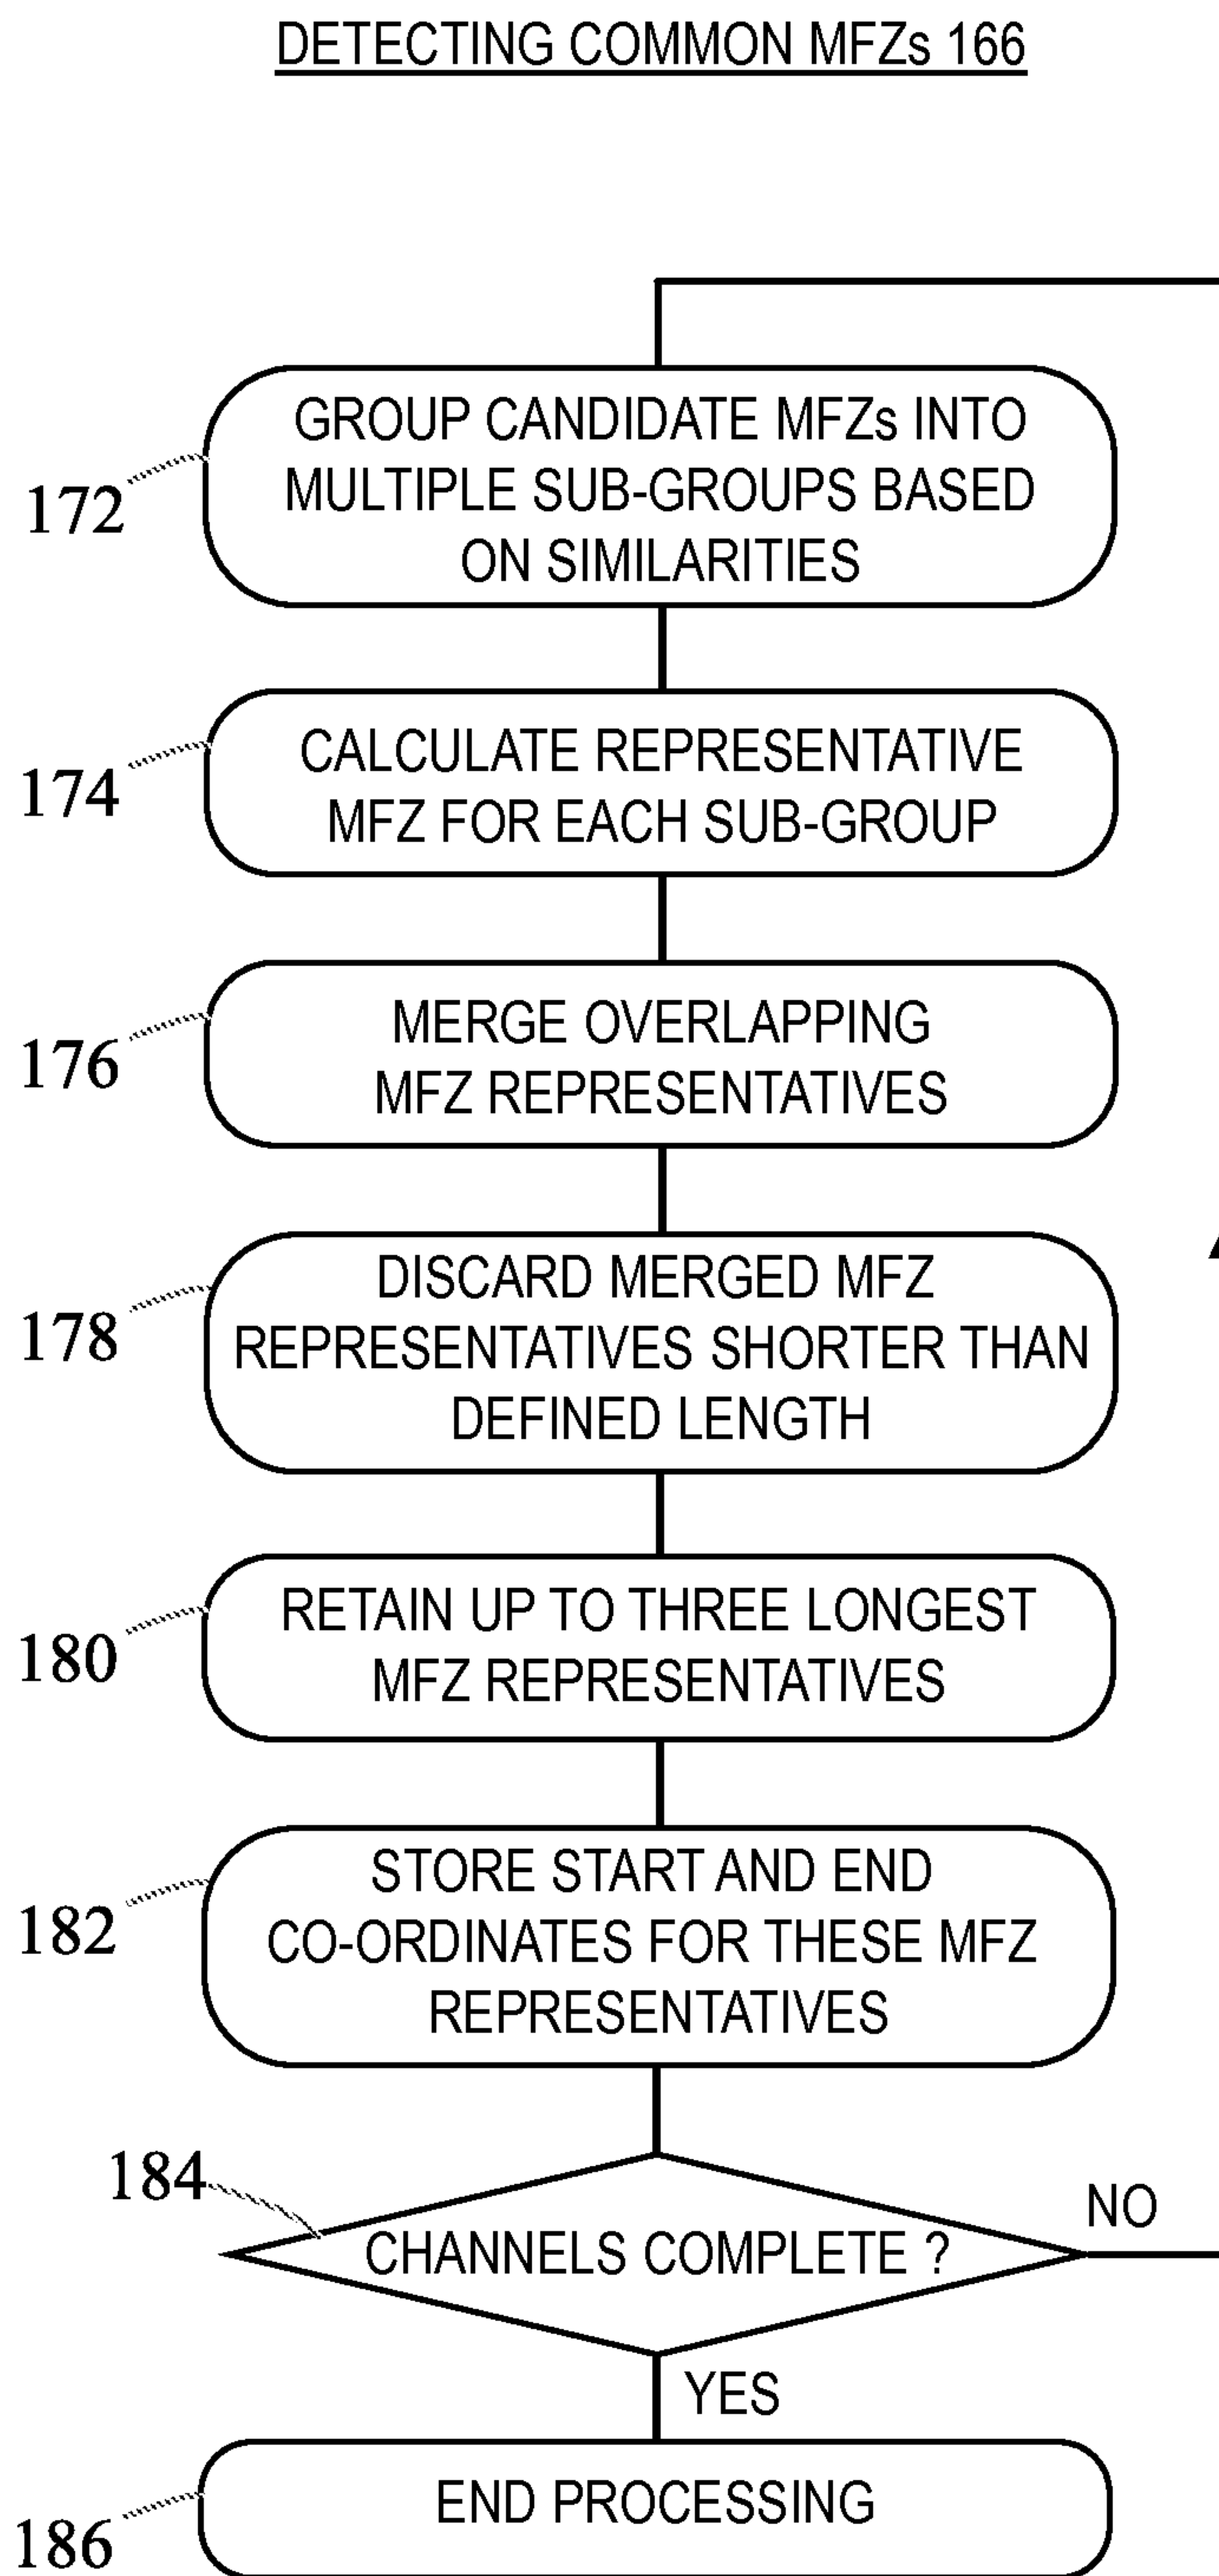 DETECTING COMMON MFZs 166
172
GROUP CANDIDATE MFZs INTO
MULTIPLE SUB-GROUPS BASED
ON SIMILARITIES
174
CALCULATE REPRESENTATIVE
MFZ FOR EACH SUB-GROUP
176
MERGE OVERLAPPING
MFZ REPRESENTATIVES
178
DISCARD MERGED MFZ
REPRESENTATIVES SHORTER THAN
DEFINED LENGTH
180
RETAIN UP TO THREE LONGEST
MFZ REPRESENTATIVES
182
STORE START AND END
CO-ORDINATES FOR THESE MFZ
REPRESENTATIVES
184
CHANNELS COMPLETE ?
NO
YES
186
END PROCESSING